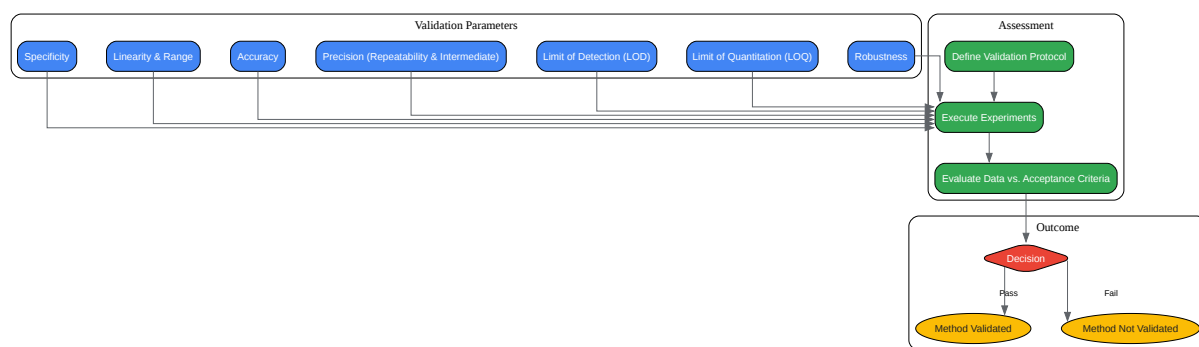 Validation Parameters
Assessment
Specificity
Linearity & Range
Accuracy
Precision (Repeatability & Intermediate)
Limit of Detection (LOD)
Limit of Quantitation (LOQ)
Robustness
Define Validation Protocol
Execute Experiments
Evaluate Data vs. Acceptance Criteria
Outcome
Decision
Pass
Fail
Method Validated
Method Not Validated